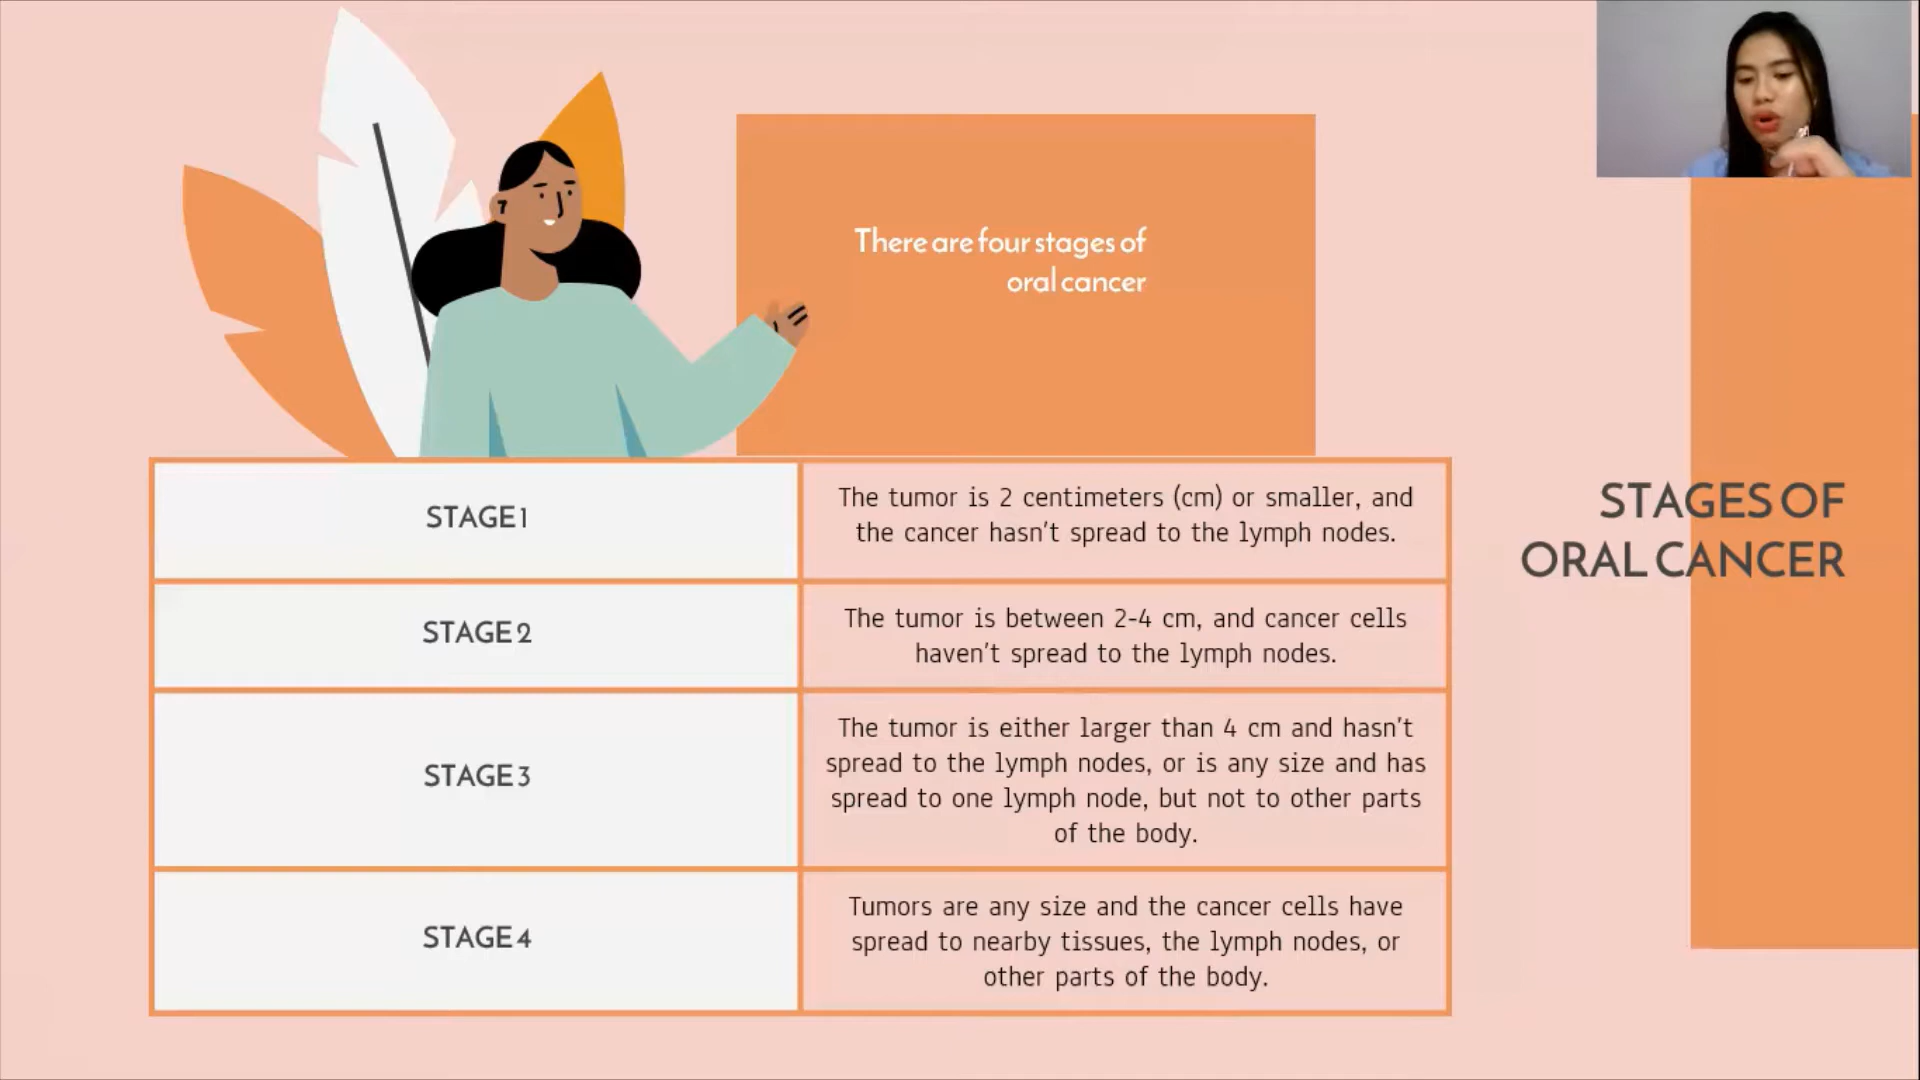 There are four stages of
oral cancer
STAGES OF
ORAL CANCER
STAGE 1
The tumor is 2 centimeters (cm) or smaller, and
the cancer hasn't spread to the lymph nodes.
STAGE 2
The tumor is between 2-4 cm, and cancer cells
haven't spread to the lymph nodes.
STAGE 3
The tumor is either larger than 4 cm and hasn't
spread to the lymph nodes, or is any size and has
spread to one lymph node, but not to other parts
of the body.
STAGE 4
Tumors are any size and the cancer cells have
spread to nearby tissues, the lymph nodes, or
other parts of the body.